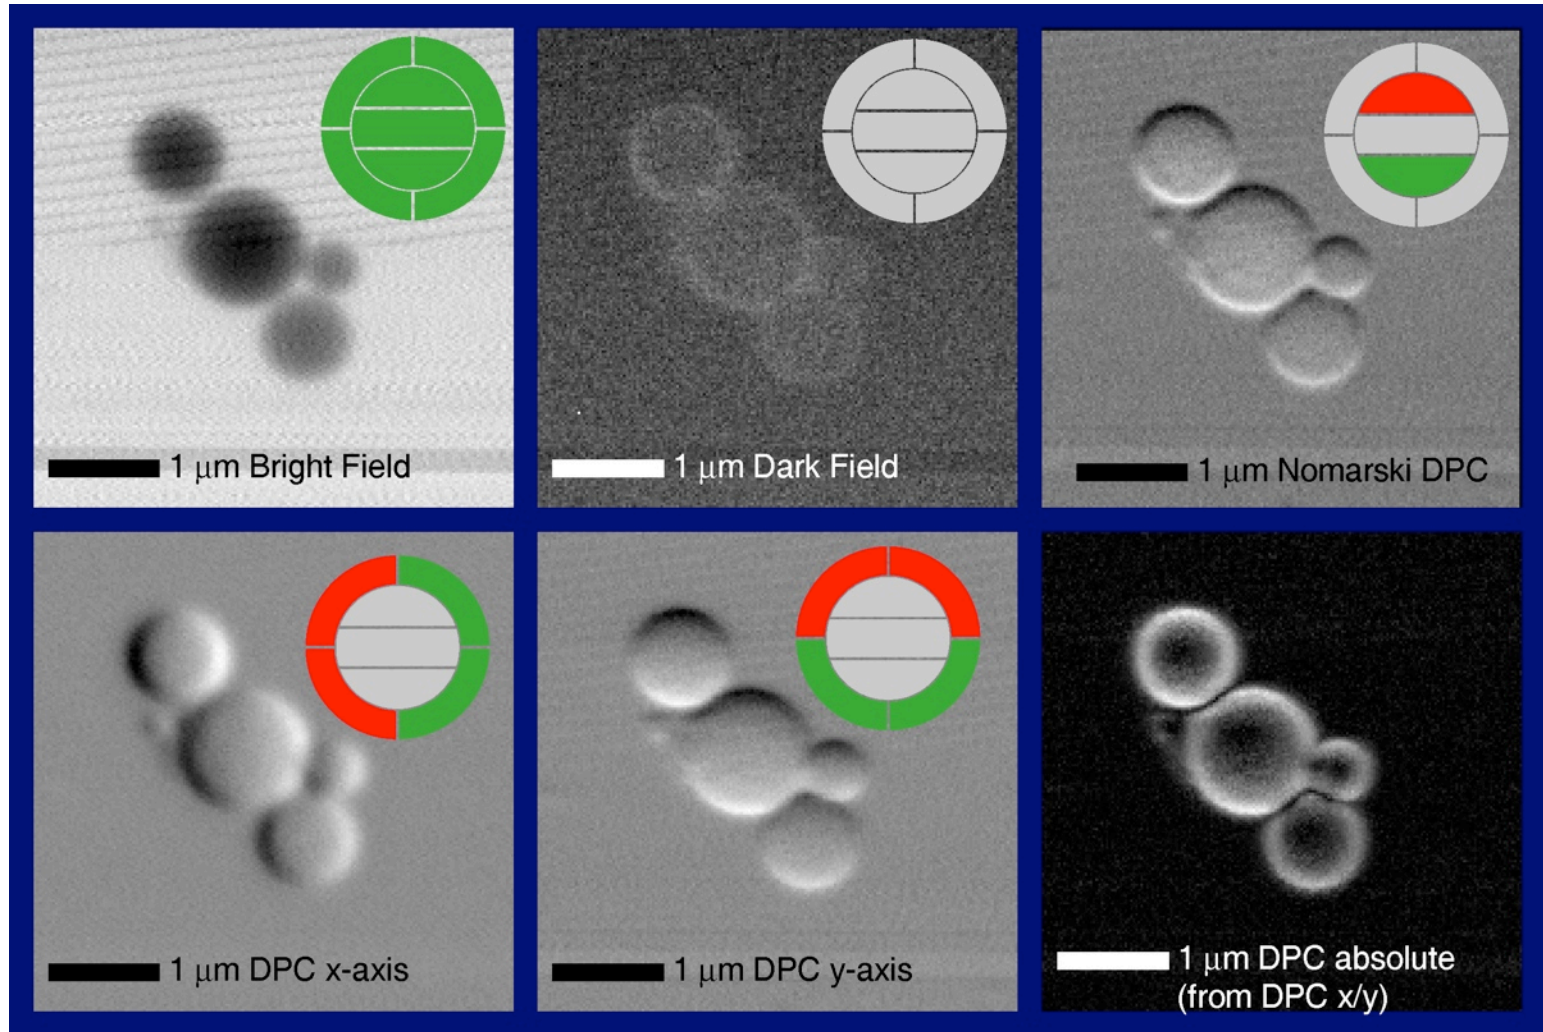 1 μm Bright Field
1 μm Dark Field
1 μm Nomarski DPC
1 μm DPC x-axis
1 μm DPC y-axis
1 μm DPC absolute
(from DPC x/y)